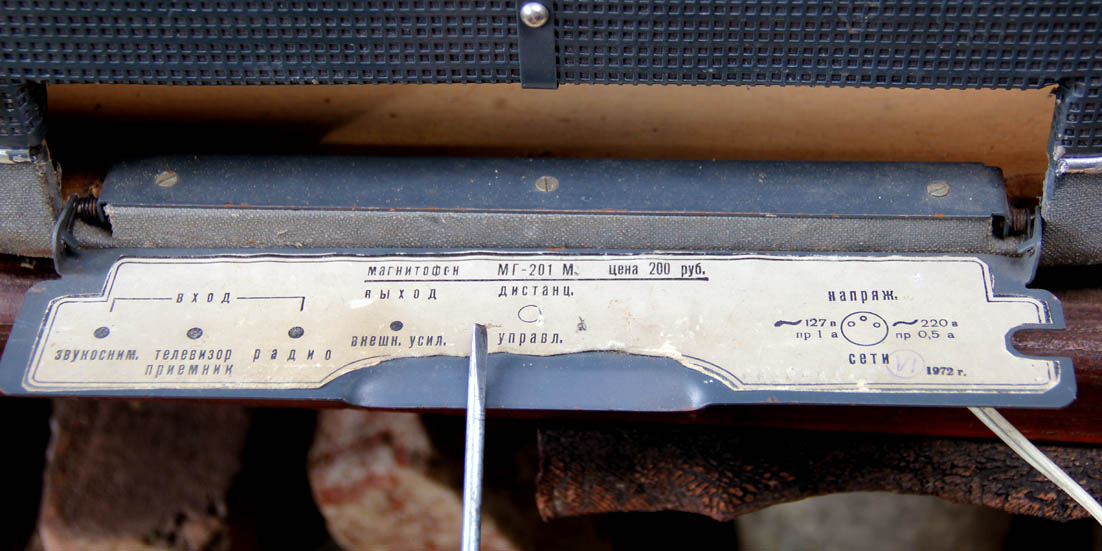 магнитофон МГ-201 М. цена 200 руб.
вход
выход
дистанц.
напряж.
звукосним.
телевизор
приемник
радио
внешн. усил.
управл.
~127 в
пр 1 а
~220 в
пр 0,5 а
сети
VI 1972 г.